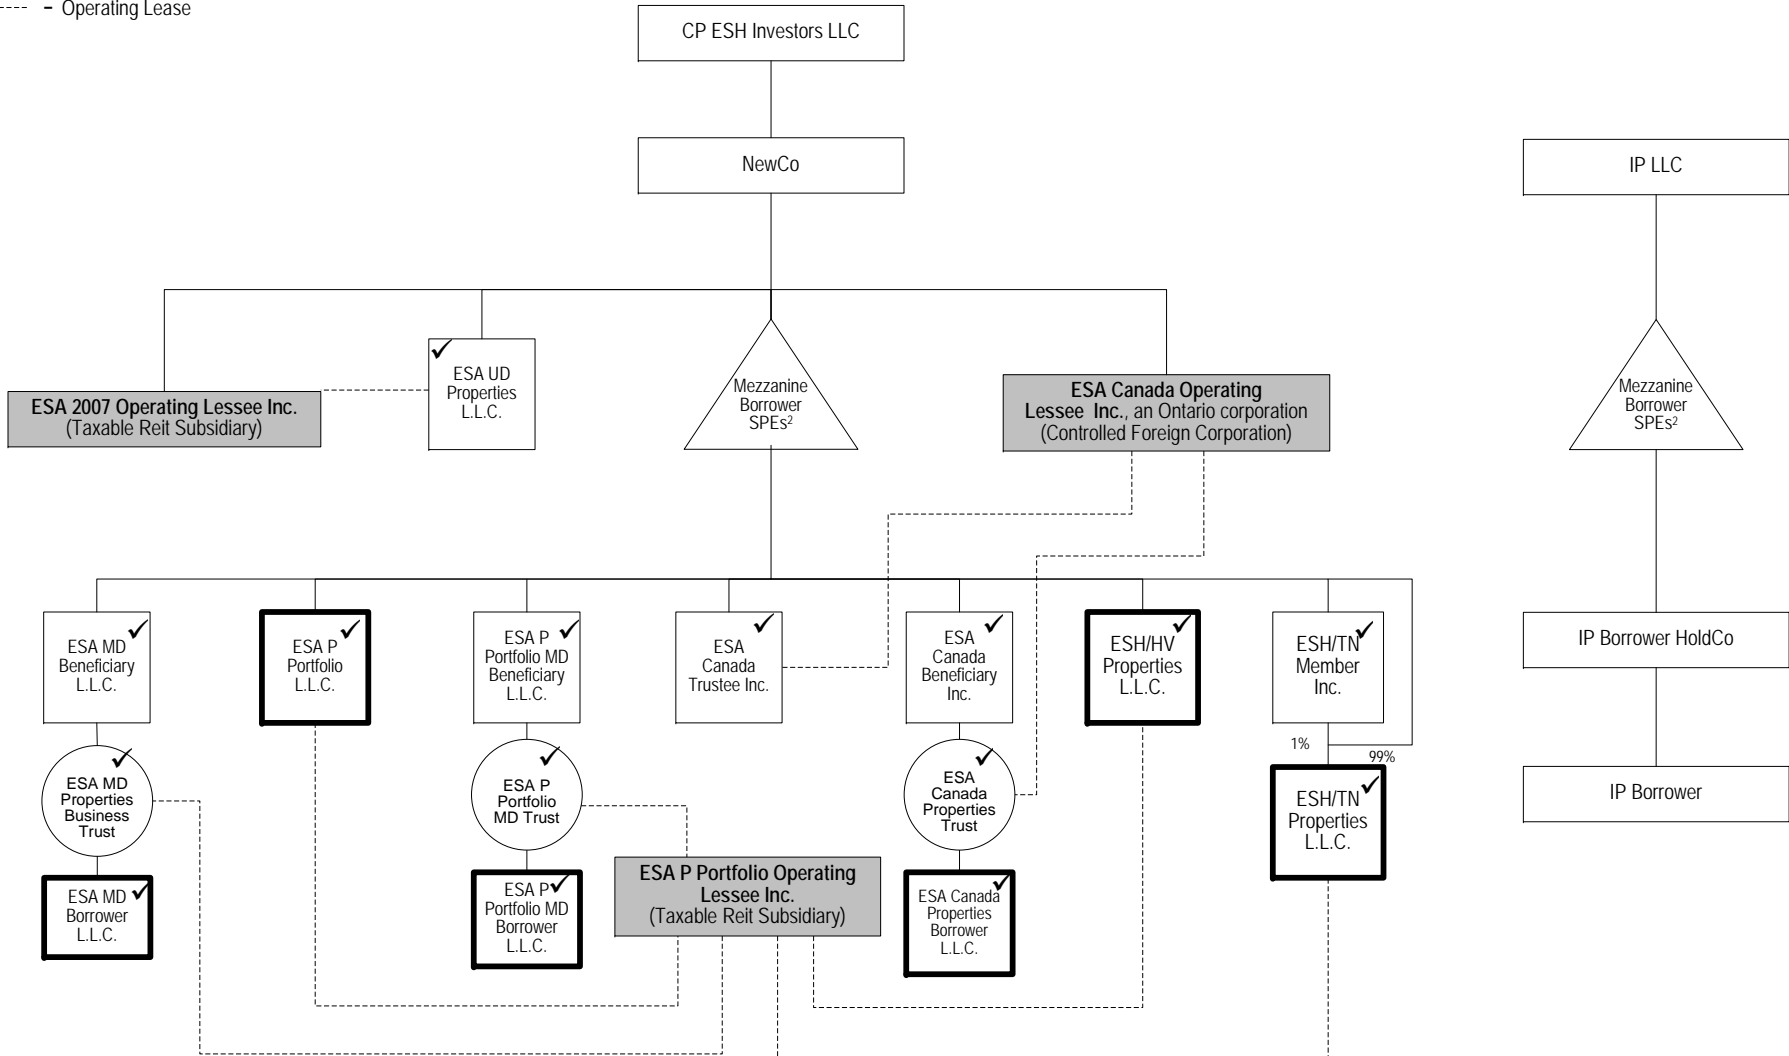 ---- - Operating Lease
CP ESH Investors LLC
NewCo
IP LLC
ESA 2007 Operating Lessee Inc.
(Taxable Reit Subsidiary)
✓
ESA UD
Properties
L.L.C.
Mezzanine
Borrower
SPEs²
ESA Canada Operating
Lessee Inc., an Ontario corporation
(Controlled Foreign Corporation)
Mezzanine
Borrower
SPEs²
ESA MD ✓
Beneficiary
L.L.C.
ESA P ✓
Portfolio
L.L.C.
ESA P ✓
Portfolio MD
Beneficiary
L.L.C.
✓
ESA
Canada
Trustee Inc.
✓
ESA
Canada
Beneficiary
Inc.
✓
ESH/HV
Properties
L.L.C.
ESH/TN ✓
Member
Inc.
IP Borrower HoldCo
1%
99%
✓
ESA MD
Properties
Business
Trust
✓
ESA P
Portfolio
MD Trust
✓
ESA
Canada
Properties
Trust
✓
ESH/TN
Properties
L.L.C.
IP Borrower
ESA MD ✓
Borrower
L.L.C.
ESA P ✓
Portfolio MD
Borrower
L.L.C.
ESA P Portfolio Operating
Lessee Inc.
(Taxable Reit Subsidiary)
✓
ESA Canada
Properties
Borrower
L.L.C.